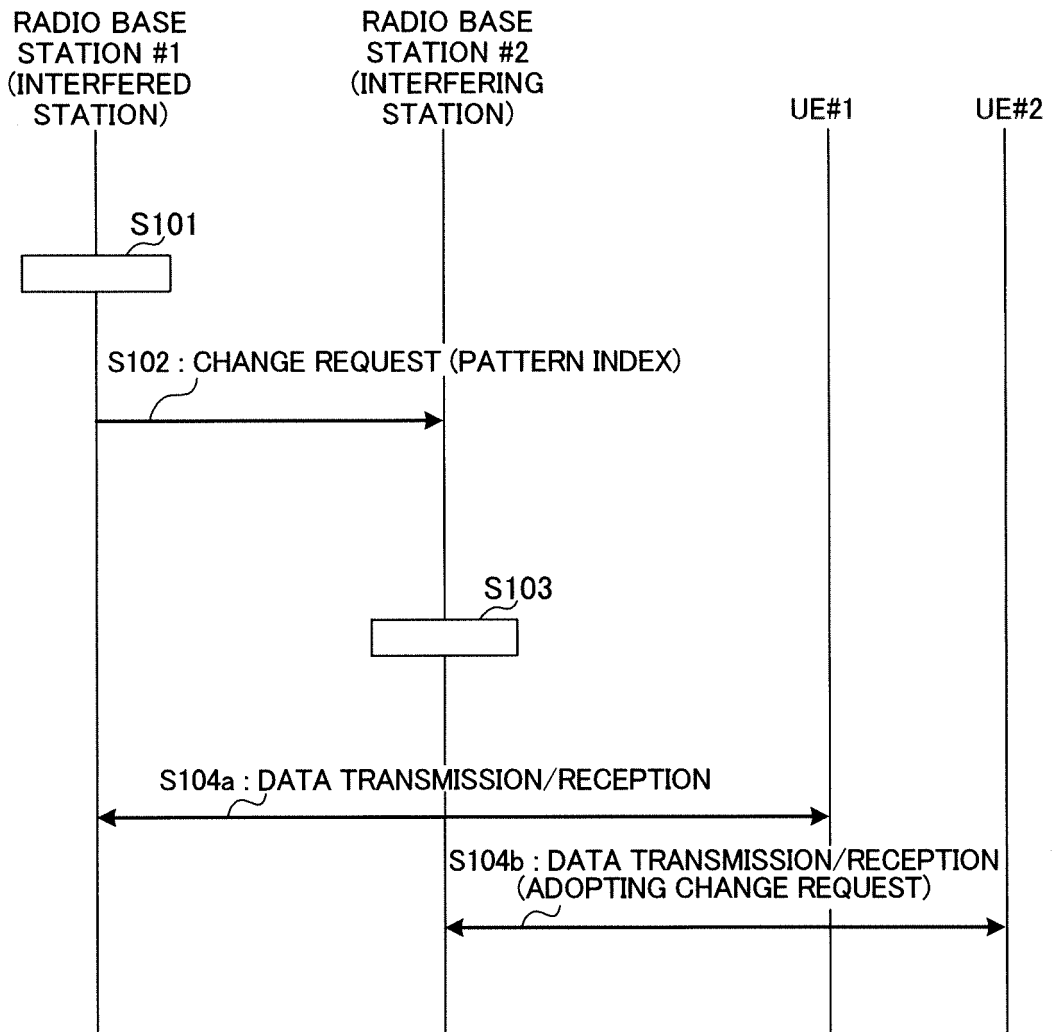 RADIO BASE
STATION #1
(INTERFERED
STATION)
RADIO BASE
STATION #2
(INTERFERING
STATION)
UE#1
UE#2
S101
S102 : CHANGE REQUEST (PATTERN INDEX)
S103
S104a : DATA TRANSMISSION/RECEPTION
S104b : DATA TRANSMISSION/RECEPTION
(ADOPTING CHANGE REQUEST)